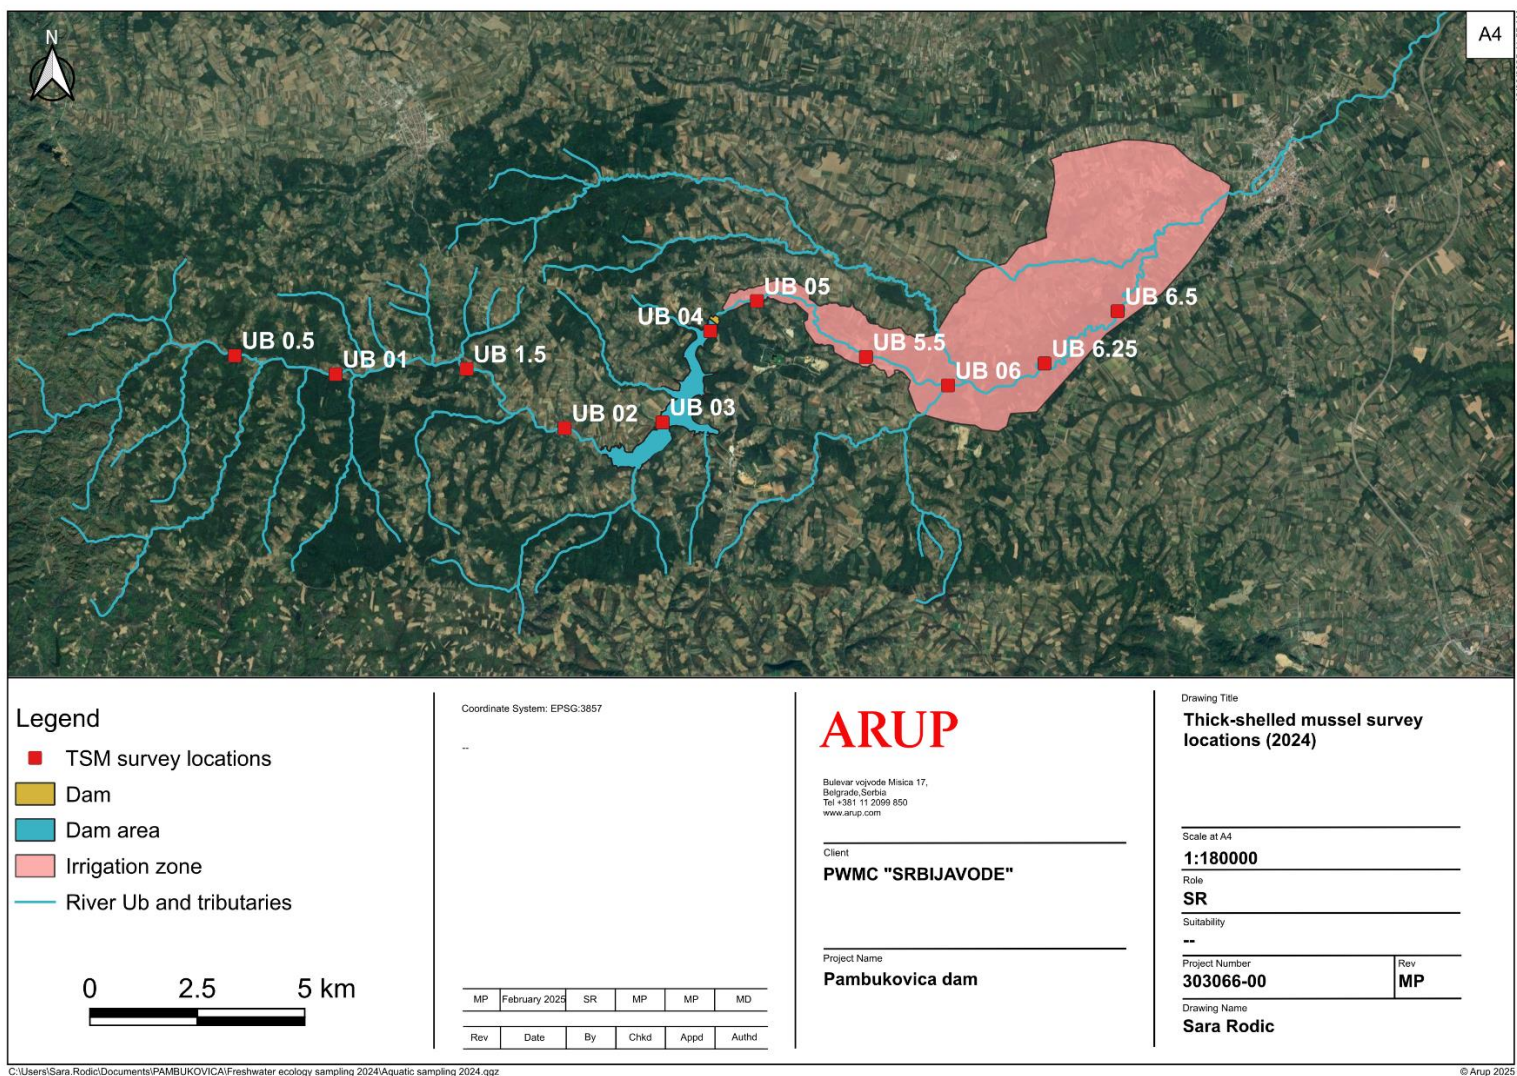 N
A4
UB 0.5
UB 01
UB 1.5
UB 02
UB 03
UB 04
UB 05
UB 5.5
UB 06
UB 6.25
UB 6.5
Legend
TSM survey locations
Dam
Dam area
Irrigation zone
River Ub and tributaries
0 2.5 5 km
Coordinate System: EPSG:3857
--
MP February 2025 SR MP MP MD
Rev Date By Chkd Appd Authd
ARUP
Bulevar vojvode Misica 17,
Belgrade,Serbia
Tel +381 11 2099 850
www.arup.com
Client
PWMC "SRBIJAVODE"
Project Name
Pambukovica dam
Drawing Title
Thick-shelled mussel survey
locations (2024)
Scale at A4
1:180000
Role
SR
Suitability
--
Project Number Rev
303066-00 MP
Drawing Name
Sara Rodic
C:\Users\Sara.Rodic\Documents\PAMBUKOVICA\Freshwater ecology sampling 2024\Aquatic sampling 2024.qgz
© Arup 2025